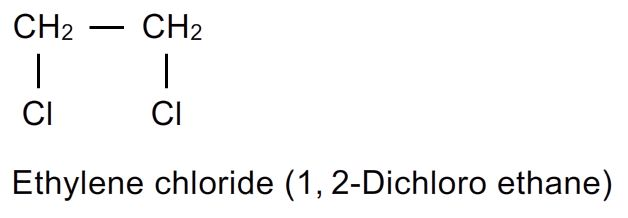 CH₂ — CH₂
Cl Cl
Ethylene chloride (1, 2-Dichloro ethane)